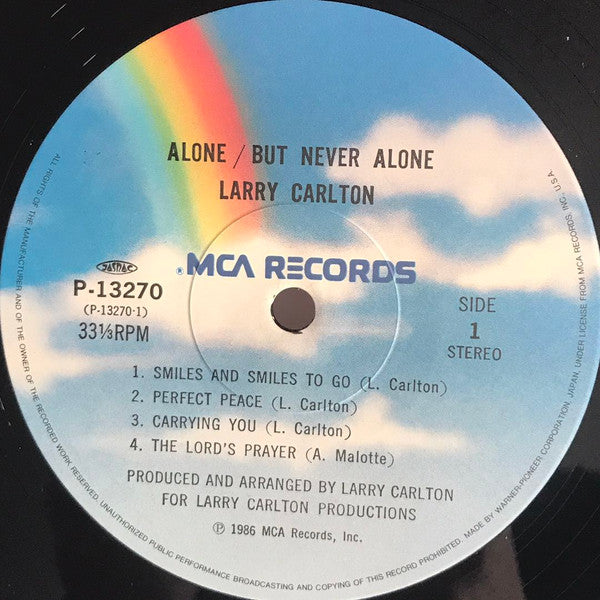 ALONE / BUT NEVER ALONE
LARRY CARLTON
MCA RECORDS
®
JASRAC
P-13270
(P-13270-1)
33⅓RPM
SIDE
1
STEREO
1. SMILES AND SMILES TO GO (L. Carlton)
2. PERFECT PEACE (L. Carlton)
3. CARRYING YOU (L. Carlton)
4. THE LORD'S PRAYER (A. Malotte)
PRODUCED AND ARRANGED BY LARRY CARLTON
FOR LARRY CARLTON PRODUCTIONS
℗ 1986 MCA Records, Inc.
ALL RIGHTS OF THE MANUFACTURER AND OF THE OWNER OF THE RECORDED WORK RESERVED. UNAUTHORIZED PUBLIC PERFORMANCE BROADCASTING AND COPYING OF THIS RECORD PROHIBITED. MADE BY WARNER-PIONEER CORPORATION, JAPAN. UNDER LICENSE FROM MCA RECORDS, INC. U.S.A.